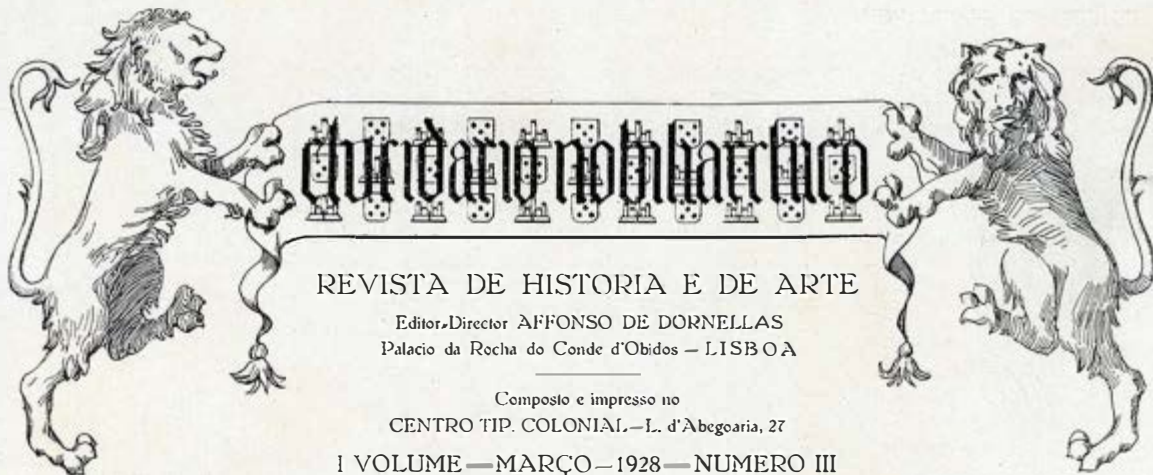 elucidario nobiliarchico
REVISTA DE HISTORIA E DE ARTE
Editor-Director AFFONSO DE DORNELLAS
Palacio da Rocha do Conde d'Obidos — LISBOA
Composto e impresso no
CENTRO TIP. COLONIAL—L. d'Abegoaria, 27
I VOLUME — MARÇO — 1928 — NUMERO III